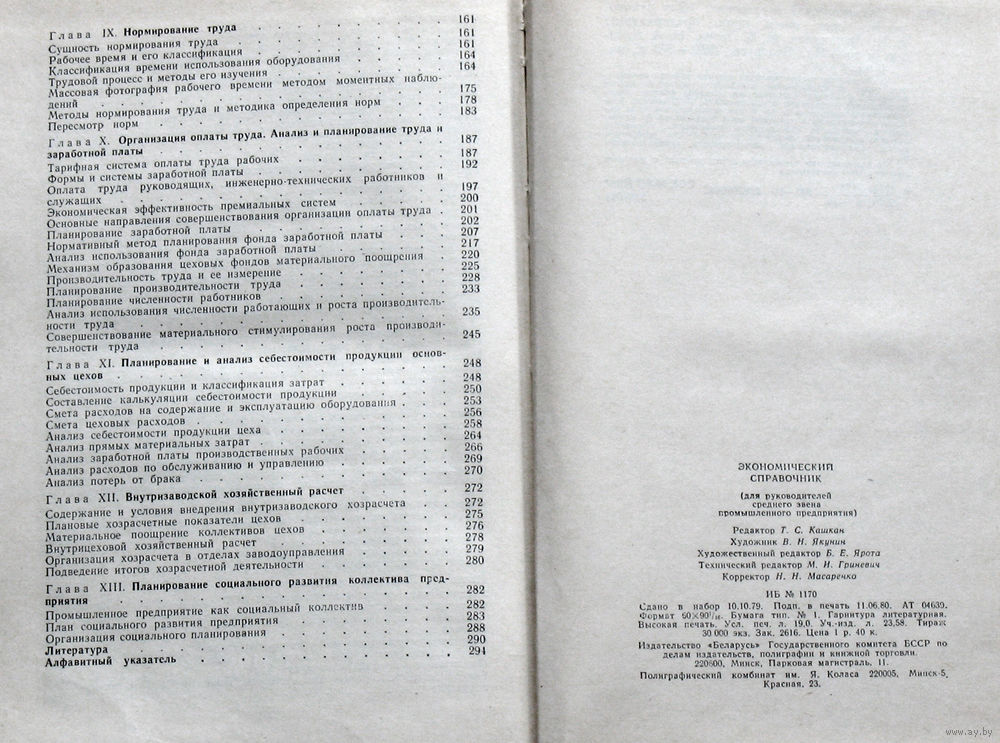 Глава IX. Нормирование труда . . . . . . . . 161
Сущность нормирования труда . . . . . . . . 161
Рабочее время и его классификация . . . . . . . 161
Классификация времени использования оборудования . . . . 164
Трудовой процесс и методы его изучения . . . . . . 164
Массовая фотография рабочего времени методом моментных наблю-
дений . . . . . . . . . . . . . 175
Методы нормирования труда и методика определения норм . . . 178
Пересмотр норм . . . . . . . . . . . 183
Глава X. Организация оплаты труда. Анализ и планирование труда и
заработной платы . . . . . . . . . . 187
Тарифная система оплаты труда рабочих . . . . . . 187
Формы и системы заработной платы . . . . . . . 192
Оплата труда руководящих, инженерно-технических работников и
служащих . . . . . . . . . . . . 197
Экономическая эффективность премиальных систем . . . . 200
Основные направления совершенствования организации оплаты труда . 201
Планирование заработной платы . . . . . . . 202
Нормативный метод планирования фонда заработной платы . . . 207
Анализ использования фонда заработной платы . . . . . 217
Механизм образования цеховых фондов материального поощрения . 220
Производительность труда и ее измерение . . . . . . 225
Планирование производительности труда . . . . . . 228
Планирование численности работников . . . . . . 233
Анализ использования численности работающих и роста производитель-
ности труда . . . . . . . . . . . 235
Совершенствование материального стимулирования роста производи-
тельности труда . . . . . . . . . . 245
Глава XI. Планирование и анализ себестоимости продукции основ-
ных цехов . . . . . . . . . . . 248
Себестоимость продукции и классификация затрат . . . . 248
Составление калькуляции себестоимости продукции . . . . 250
Смета расходов на содержание и эксплуатацию оборудования . . . 253
Смета цеховых расходов . . . . . . . . . 256
Анализ себестоимости продукции цеха . . . . . . 258
Анализ прямых материальных затрат . . . . . . . 264
Анализ заработной платы производственных рабочих . . . . 266
Анализ расходов по обслуживанию и управлению . . . . . 269
Анализ потерь от брака . . . . . . . . . 270
Глава XII. Внутризаводской хозяйственный расчет . . . . 272
Содержание и условия внедрения внутризаводского хозрасчета . . 272
Плановые хозрасчетные показатели цехов . . . . . . 275
Материальное поощрение коллективов цехов . . . . . 276
Внутрицеховой хозяйственный расчет . . . . . . . 278
Организация хозрасчета в отделах заводоуправления . . . . 279
Подведение итогов хозрасчетной деятельности . . . . . 280
Глава XIII. Планирование социального развития коллектива пред-
приятия . . . . . . . . . . . . 282
Промышленное предприятие как социальный коллектив . . . 282
План социального развития предприятия . . . . . . 283
Организация социального планирования . . . . . . 288
Литература . . . . . . . . . . . . 290
Алфавитный указатель . . . . . . . . . 294
ЭКОНОМИЧЕСКИЙ
СПРАВОЧНИК
(для руководителей
среднего звена
промышленного предприятия)
Редактор Т. С. Кашкан
Художник В. Н. Якунин
Художественный редактор Б. Е. Ярота
Технический редактор М. И. Гриневич
Корректор Н. Н. Масаренко
ИБ № 1170
Сдано в набор 10.10.79. Подп. в печать 11.06.80. АТ 04639.
Формат 60×90¹/₁₆. Бумага тип. № 1. Гарнитура литературная.
Высокая печать. Усл. печ. л. 19,0. Уч.-изд. л. 23,58. Тираж
30 000 экз. Зак. 2616. Цена 1 р. 40 к.
Издательство «Беларусь» Государственного комитета БССР по
делам издательств, полиграфии и книжной торговли.
220600, Минск, Парковая магистраль, 11.
Полиграфический комбинат им. Я. Коласа 220005, Минск-5,
Красная, 23.
www.ay.by